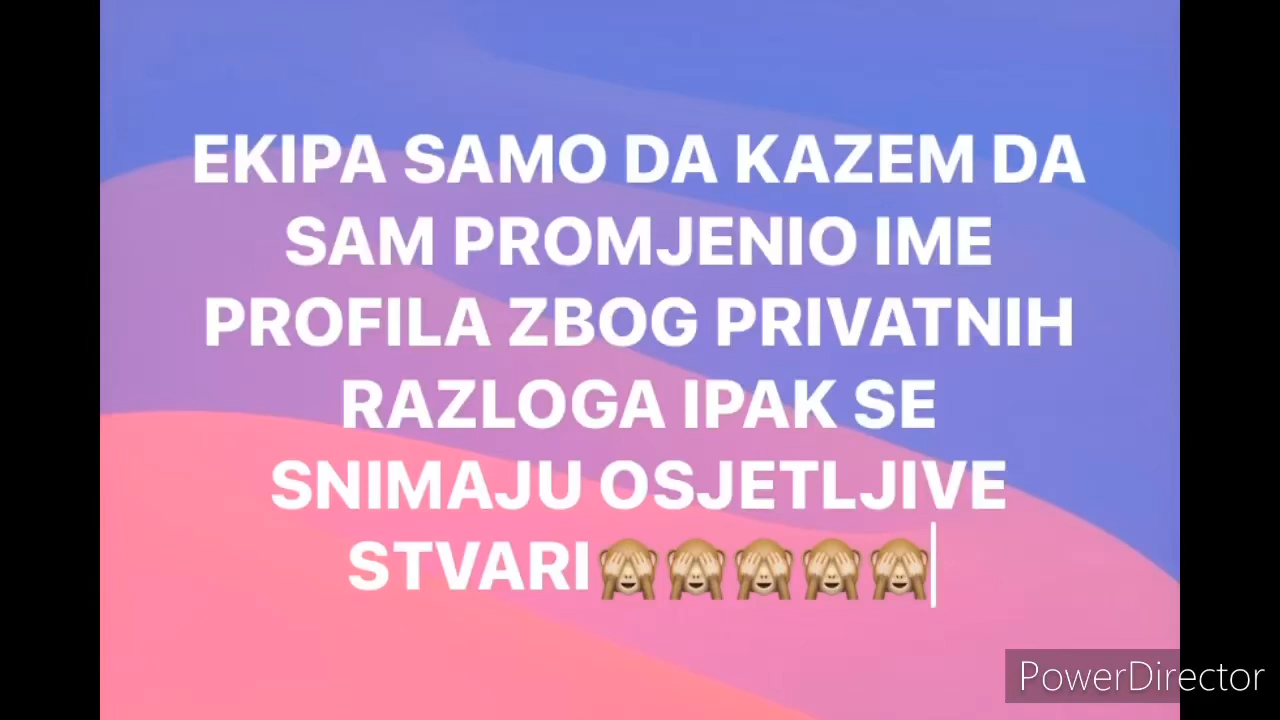 EKIPA SAMO DA KAZEM DA
SAM PROMJENIO IME
PROFILA ZBOG PRIVATNIH
RAZLOGA IPAK SE
SNIMAJU OSJETLJIVE
STVARI🙈🙈🙈🙈🙈
PowerDirector